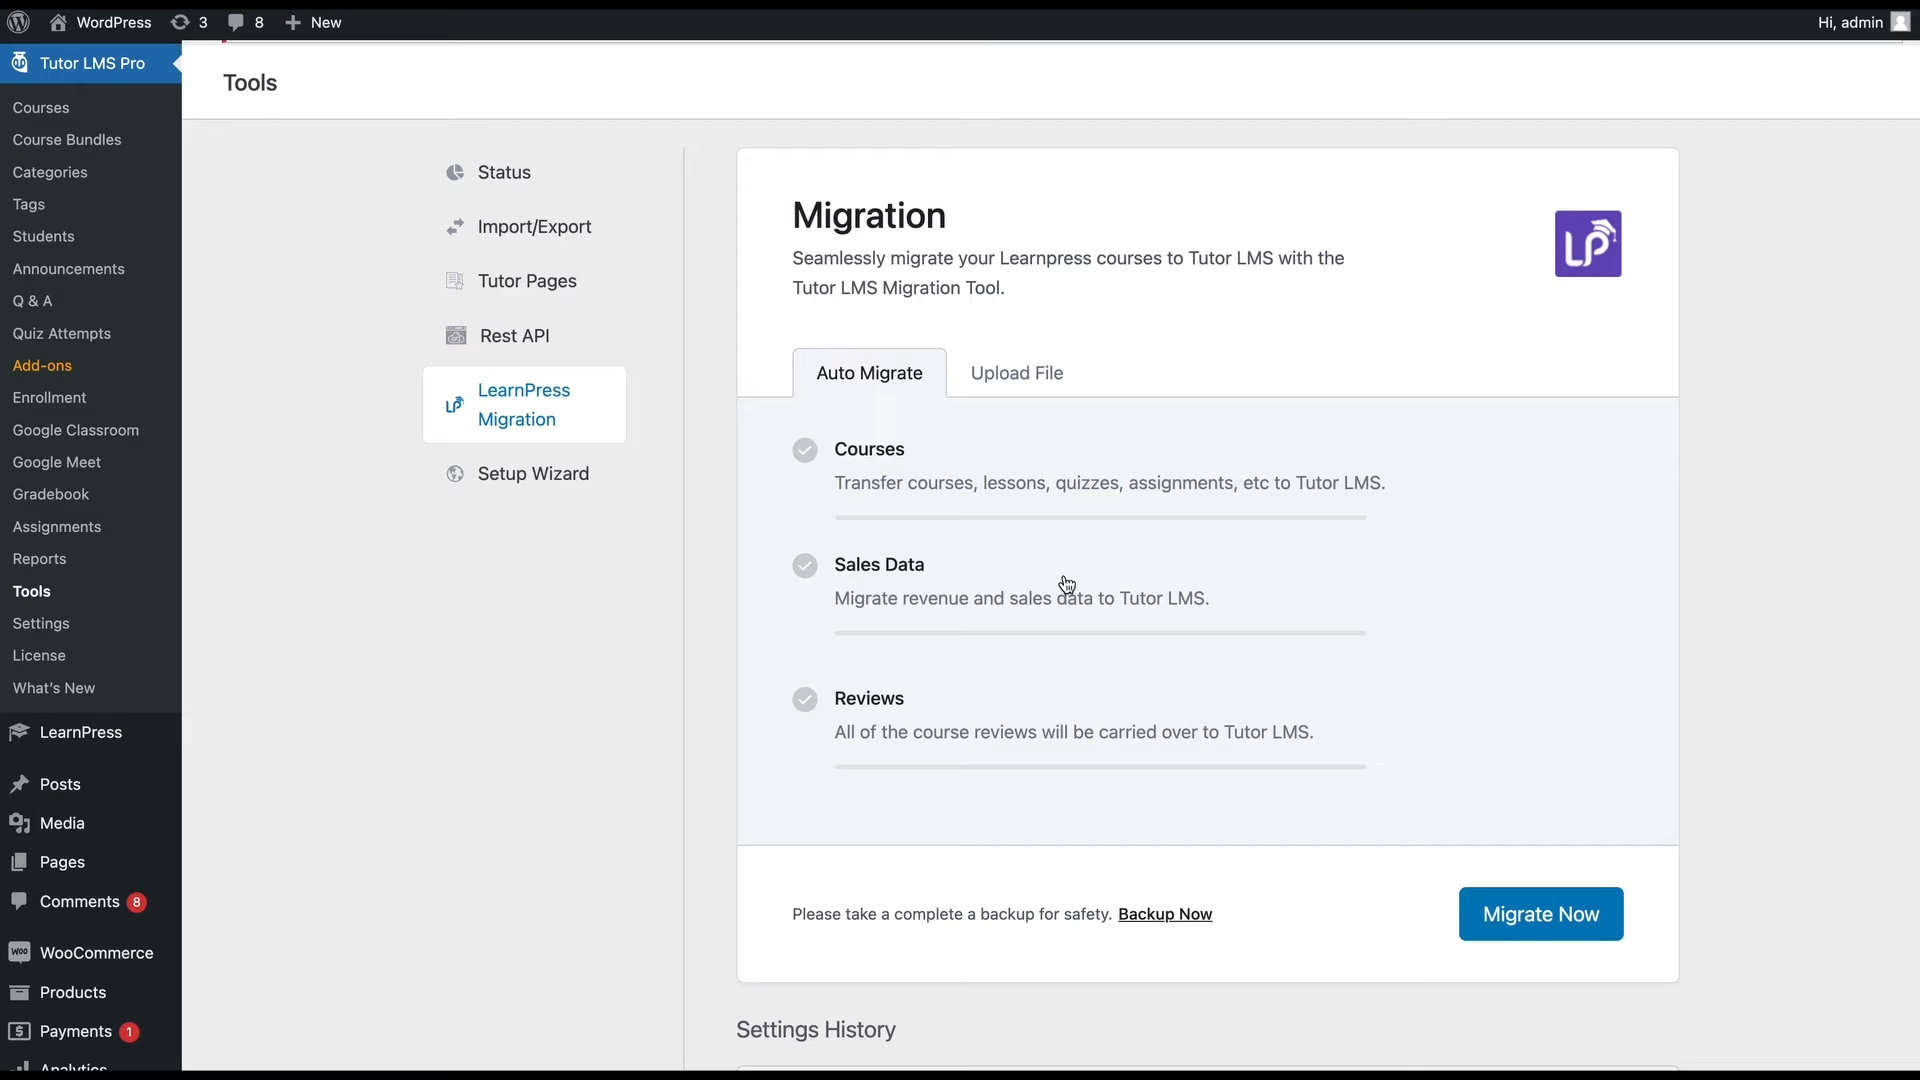 WordPress 3 8 New Hi, admin
Tutor LMS Pro
Courses
Course Bundles
Categories
Tags
Students
Announcements
Q & A
Quiz Attempts
Add-ons
Enrollment
Google Classroom
Google Meet
Gradebook
Assignments
Reports
Tools
Settings
License
What's New
LearnPress
Posts
Media
Pages
Comments 8
WooCommerce
Products
Payments 1
Analytics
Tools
Status
Import/Export
Tutor Pages
Rest API
LearnPress
Migration
Setup Wizard
Migration
Seamlessly migrate your Learnpress courses to Tutor LMS with the
Tutor LMS Migration Tool.
LP
Auto Migrate Upload File
Courses
Transfer courses, lessons, quizzes, assignments, etc to Tutor LMS.
Sales Data
Migrate revenue and sales data to Tutor LMS.
Reviews
All of the course reviews will be carried over to Tutor LMS.
Please take a complete a backup for safety. Backup Now
Migrate Now
Settings History